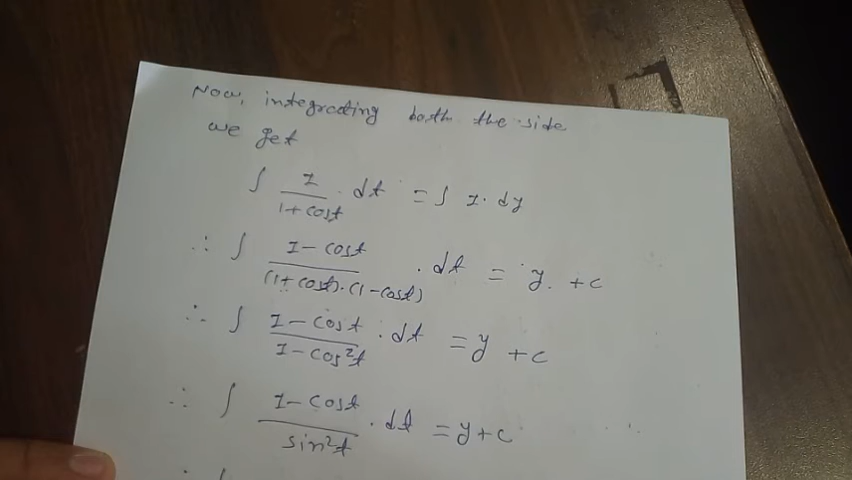 Now, integrating both the side
we get
∫ 1/(1+cost) · dt = ∫ 1 · dy
∴ ∫ (1-cost)/((1+cost)·(1-cost)) · dt = y. +c
∴ ∫ (1-cost)/(1-cos²t) · dt = y +c
∴ ∫ (1-cost)/(sin²t) · dt = y+c